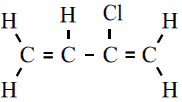 H H Cl H
C = C - C = C
H H